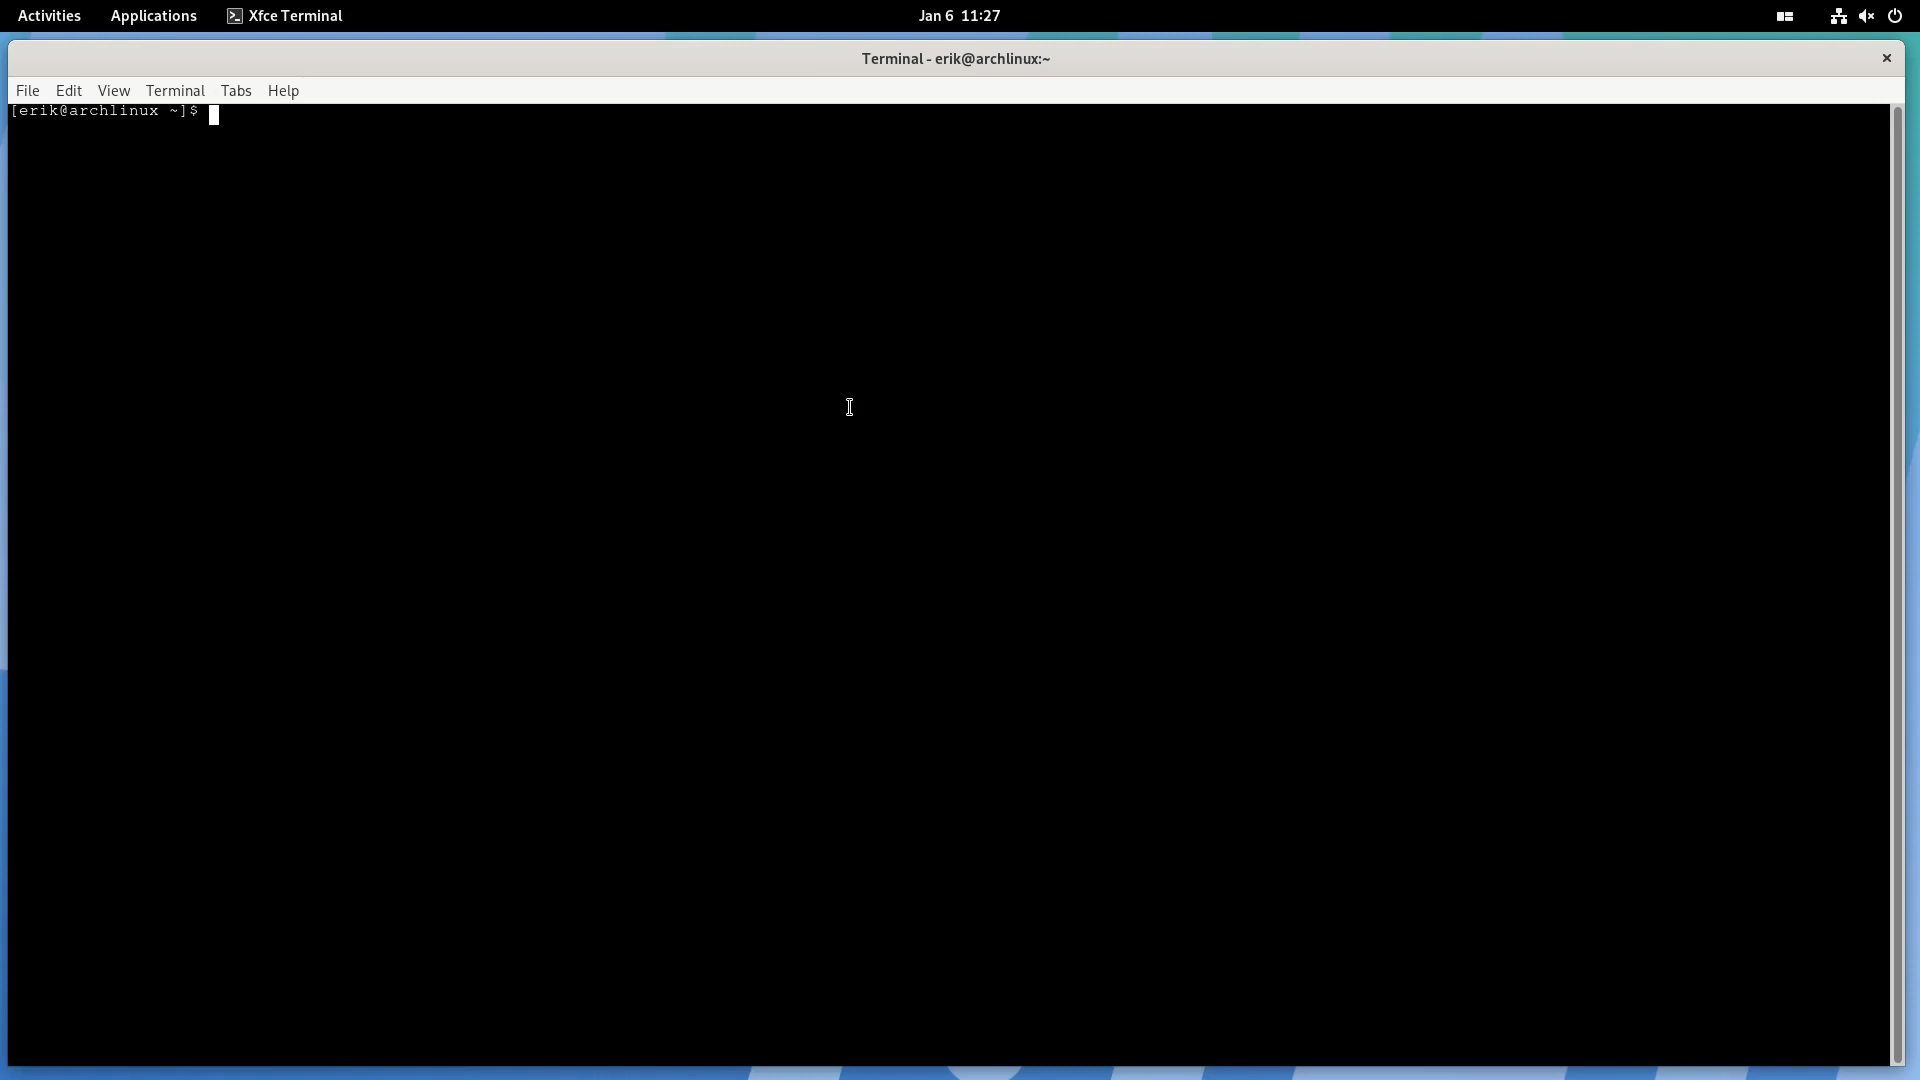 Activities Applications Xfce Terminal Jan 6 11:27
Terminal - erik@archlinux:~
File Edit View Terminal Tabs Help
[erik@archlinux ~]$